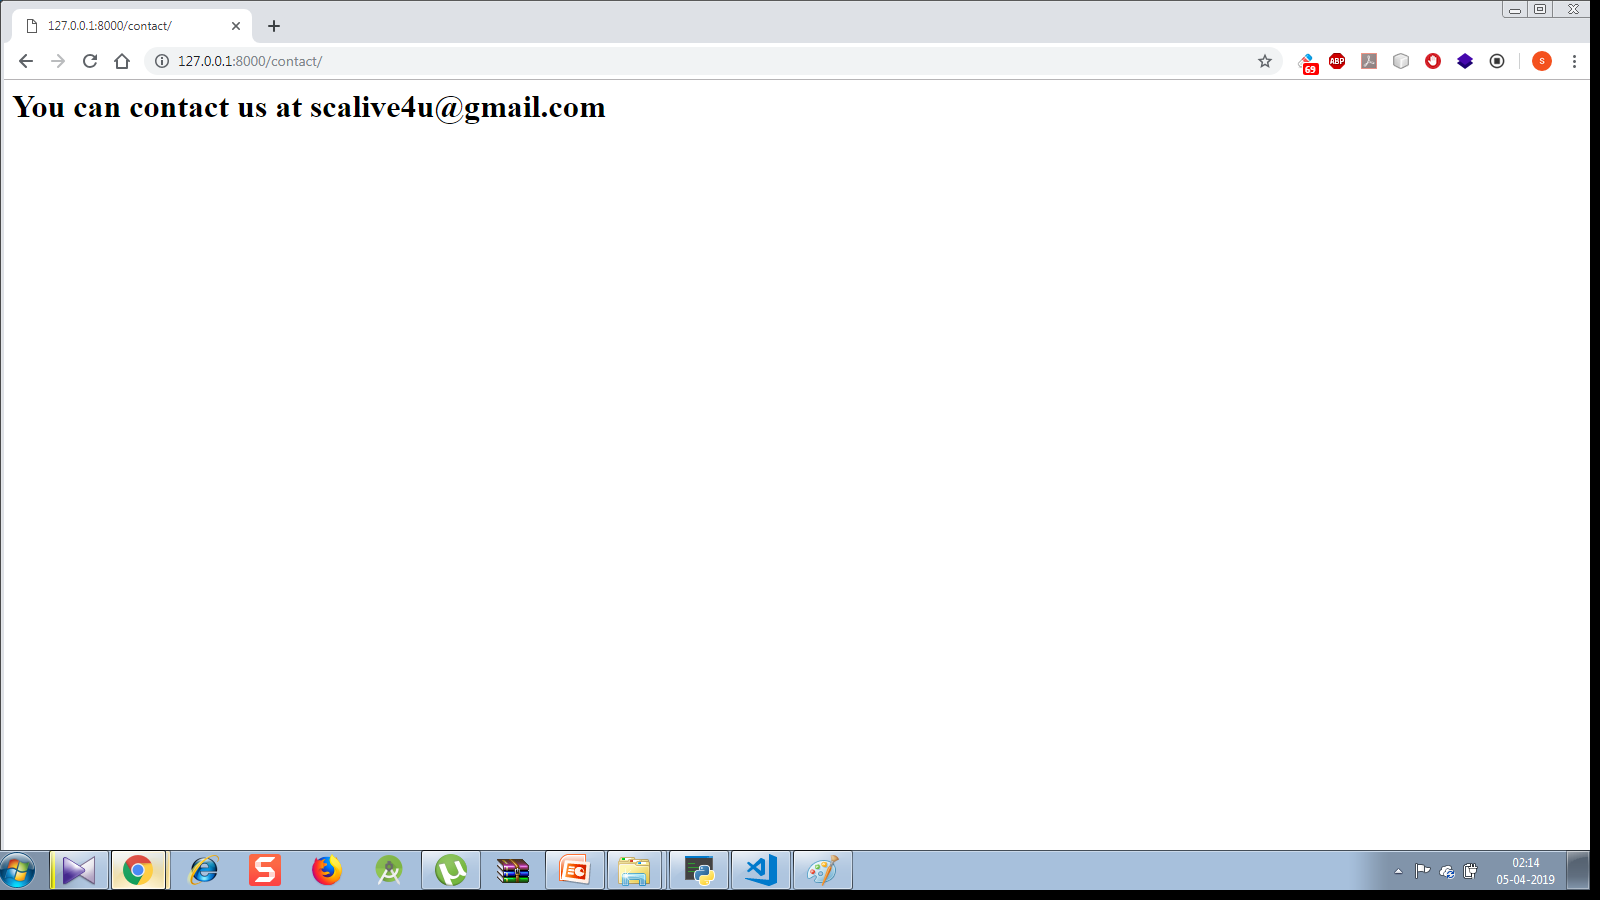 127.0.0.1:8000/contact/
127.0.0.1:8000/contact/
69
ABP
S
You can contact us at scalive4u@gmail.com
S
02:14
05-04-2019